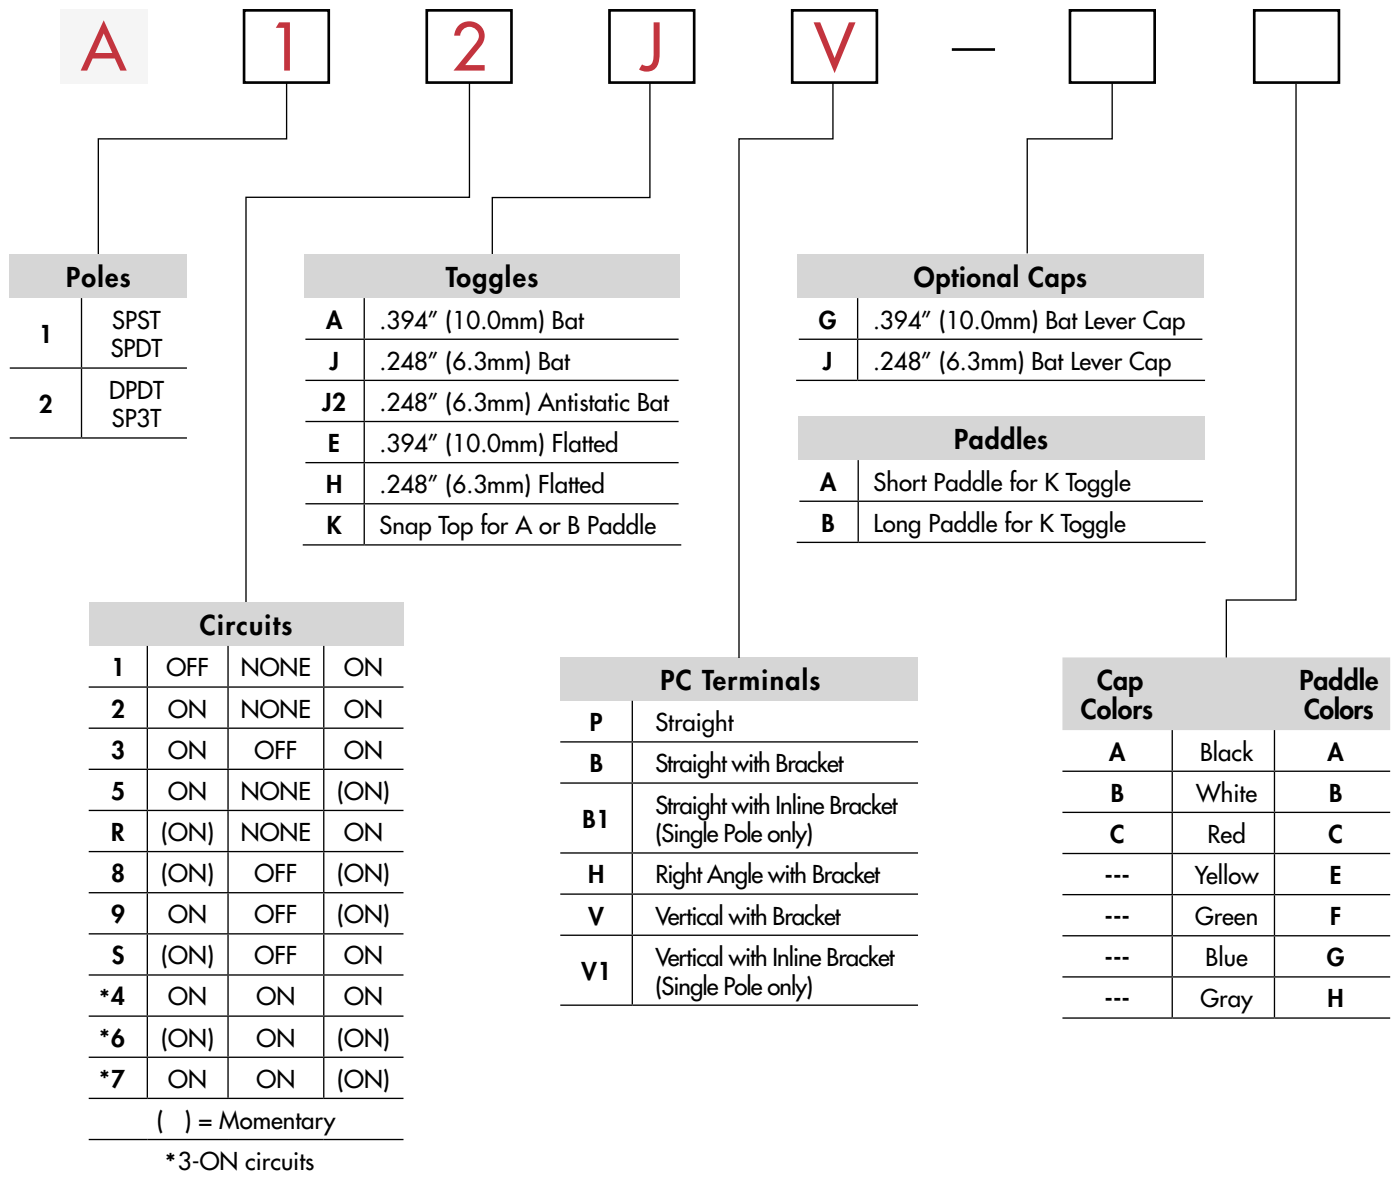 A 1 2 J V —
Poles
1 SPST
SPDT
2 DPDT
SP3T
Toggles
A .394" (10.0mm) Bat
J .248" (6.3mm) Bat
J2 .248" (6.3mm) Antistatic Bat
E .394" (10.0mm) Flatted
H .248" (6.3mm) Flatted
K Snap Top for A or B Paddle
Optional Caps
G .394" (10.0mm) Bat Lever Cap
J .248" (6.3mm) Bat Lever Cap
Paddles
A Short Paddle for K Toggle
B Long Paddle for K Toggle
Circuits
1 OFF NONE ON
2 ON NONE ON
3 ON OFF ON
5 ON NONE (ON)
R (ON) NONE ON
8 (ON) OFF (ON)
9 ON OFF (ON)
S (ON) OFF ON
*4 ON ON ON
*6 (ON) ON (ON)
*7 ON ON (ON)
( ) = Momentary
*3-ON circuits
PC Terminals
P Straight
B Straight with Bracket
B1 Straight with Inline Bracket
(Single Pole only)
H Right Angle with Bracket
V Vertical with Bracket
V1 Vertical with Inline Bracket
(Single Pole only)
Cap Paddle
Colors Colors
A Black A
B White B
C Red C
--- Yellow E
--- Green F
--- Blue G
--- Gray H